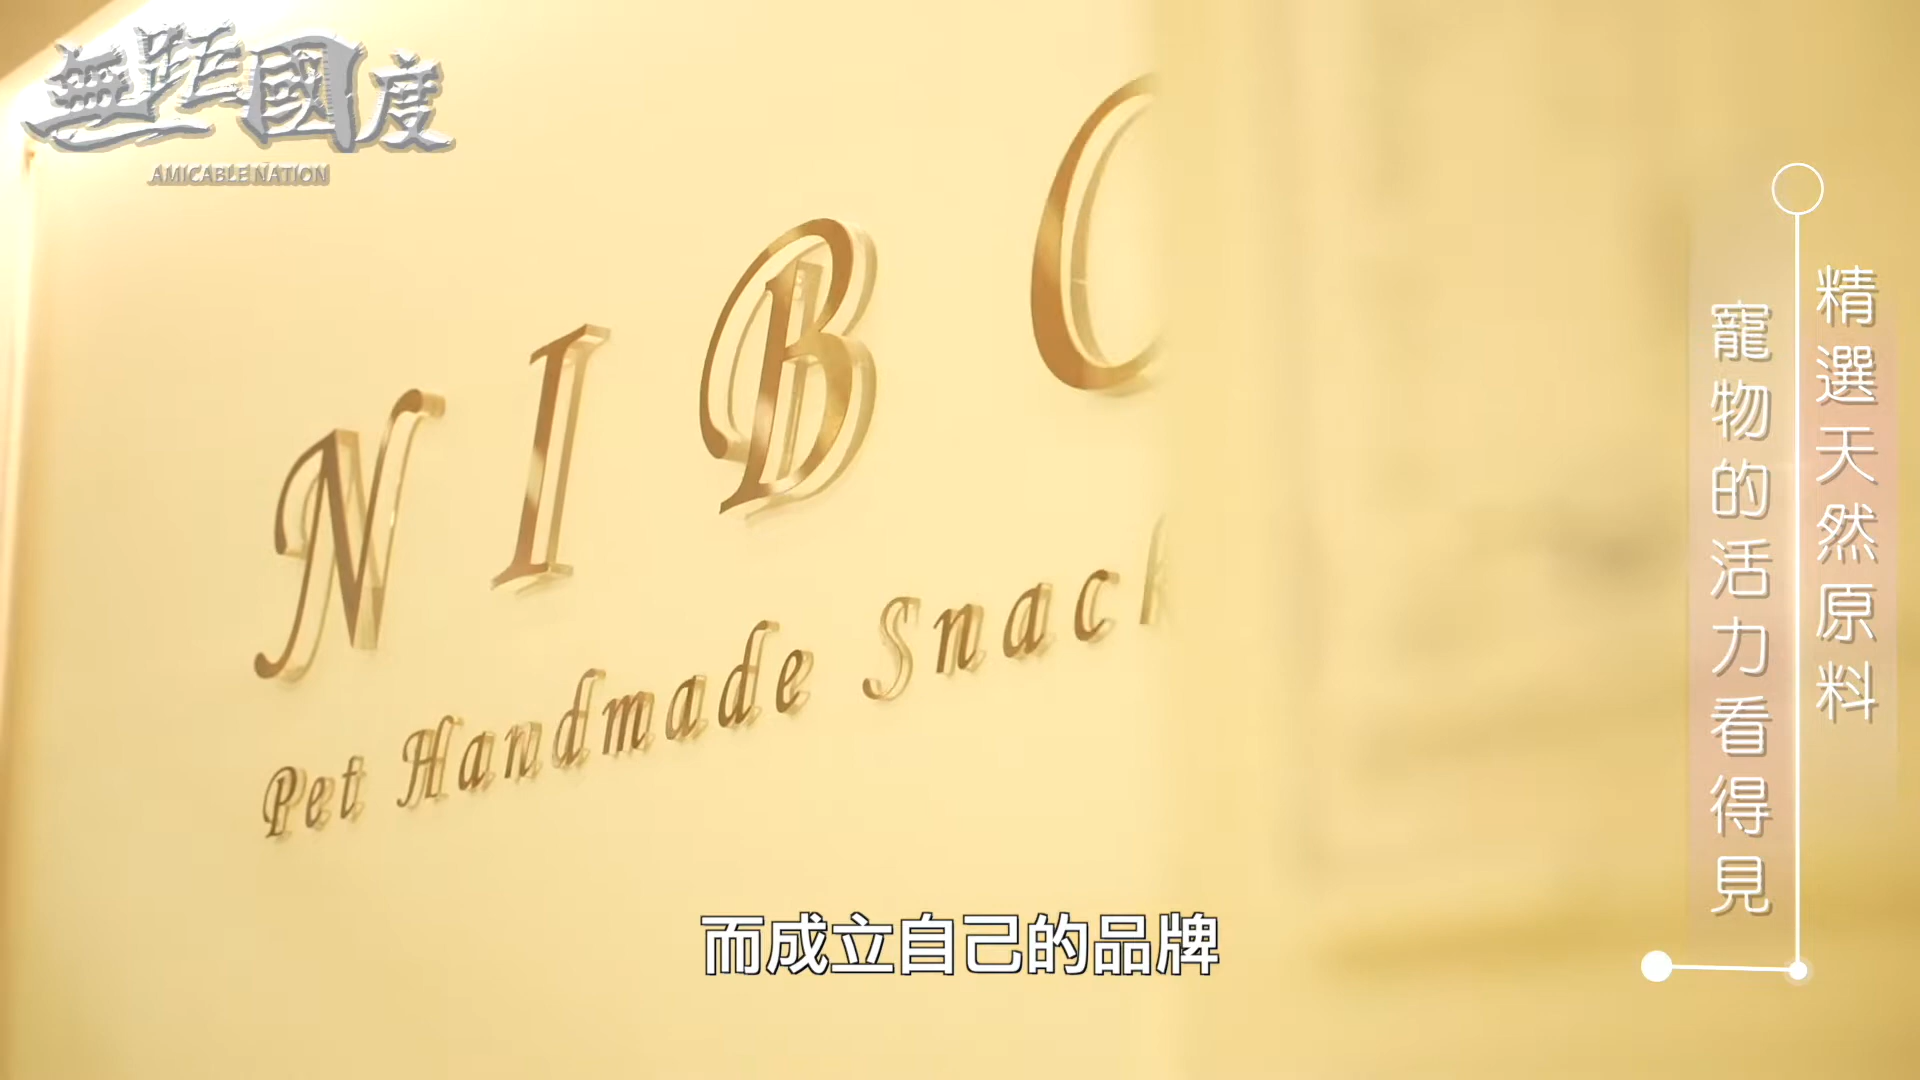 無距國度
AMICABLE NATION
精選天然原料
寵物的活力看得見
NIBO
Pet Handmade Snack
而成立自己的品牌